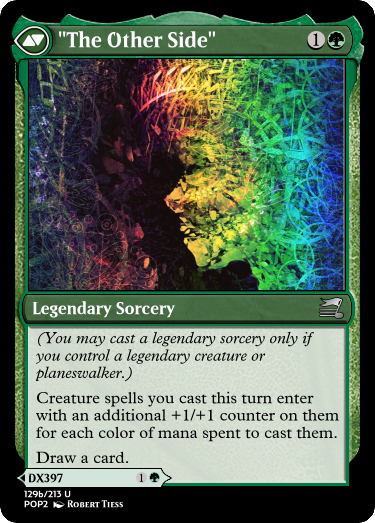 "The Other Side" 1
Legendary Sorcery
(You may cast a legendary sorcery only if
you control a legendary creature or
planeswalker.)
Creature spells you cast this turn enter
with an additional +1/+1 counter on them
for each color of mana spent to cast them.
Draw a card.
DX397 1
129b/213 U
POP2 Robert Tiess